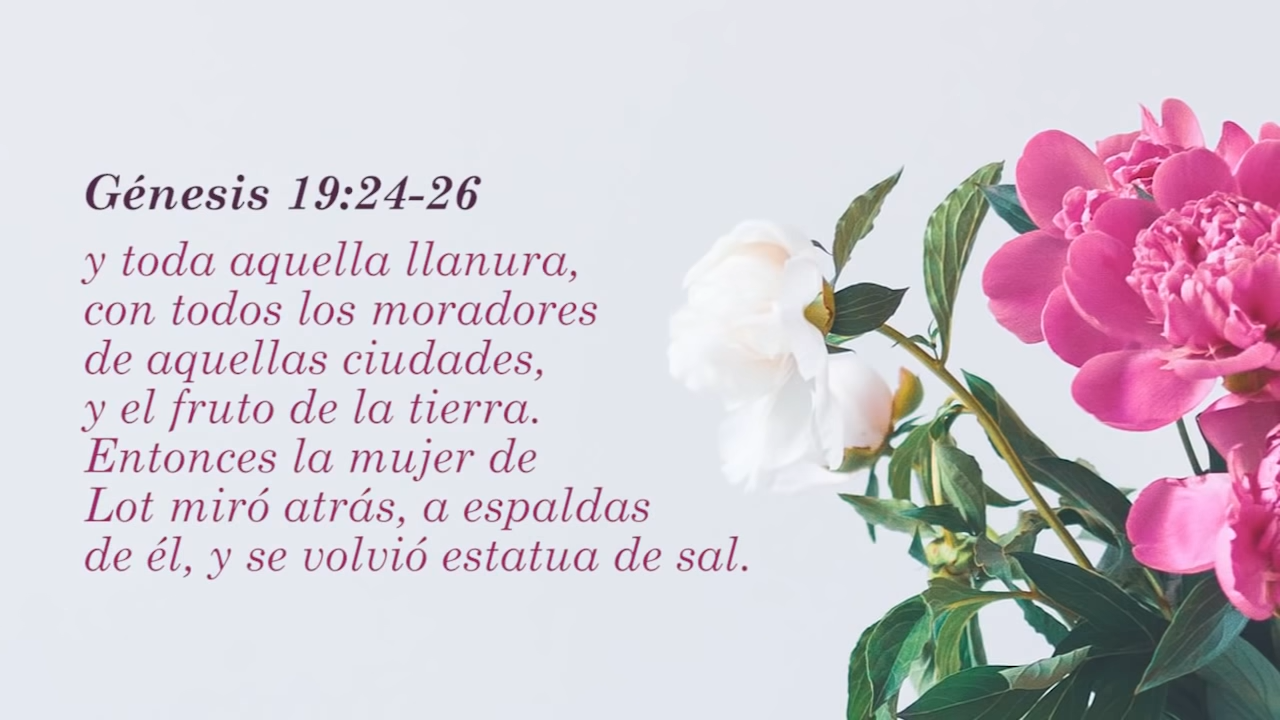 Génesis 19:24-26
y toda aquella llanura,
con todos los moradores
de aquellas ciudades,
y el fruto de la tierra.
Entonces la mujer de
Lot miró atrás, a espaldas
de él, y se volvió estatua de sal.